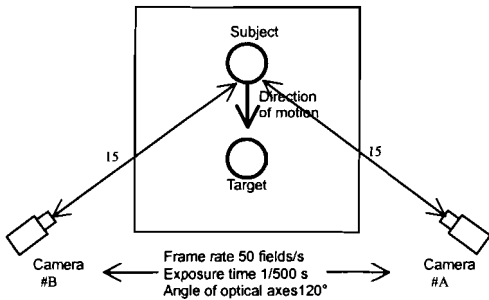 Subject
Direction
of motion
15
15
Target
Camera
#B
Frame rate 50 fields/s
Exposure time 1/500 s
Angle of optical axes120°
Camera
#A